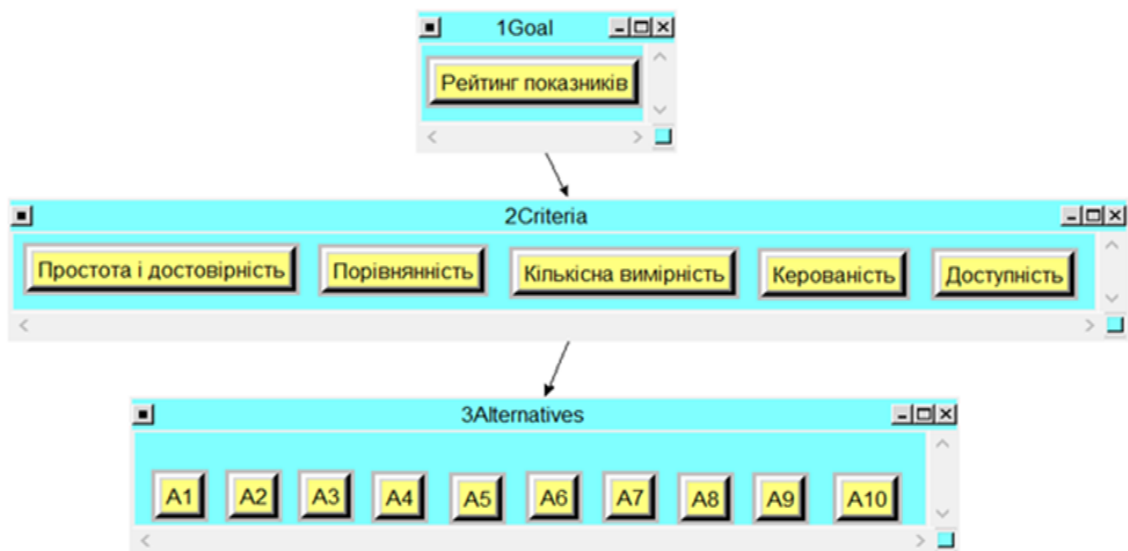 1Goal
Рейтинг показників
2Criteria
Простота і достовірність Порівнянність Кількісна вимірність Керованість Доступність
3Alternatives
A1 A2 A3 A4 A5 A6 A7 A8 A9 A10